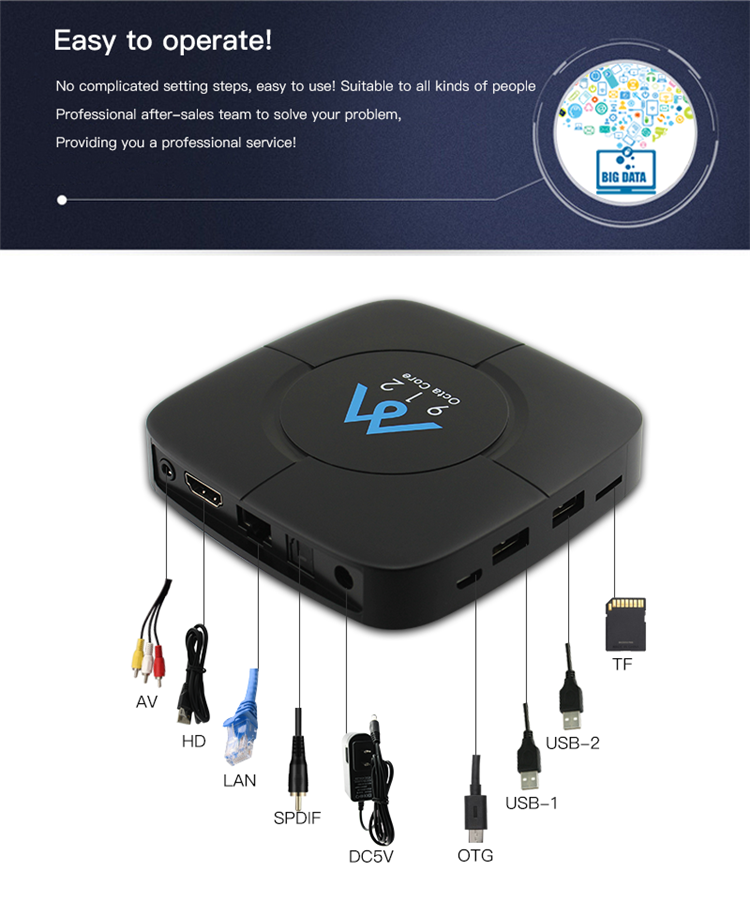 Easy to operate!
No complicated setting steps, easy to use! Suitable to all kinds of people
Professional after-sales team to solve your problem,
Providing you a professional service!
BIG DATA
912
Octa Core
AV
HD
LAN
SPDIF
DC5V
OTG
USB-1
USB-2
TF